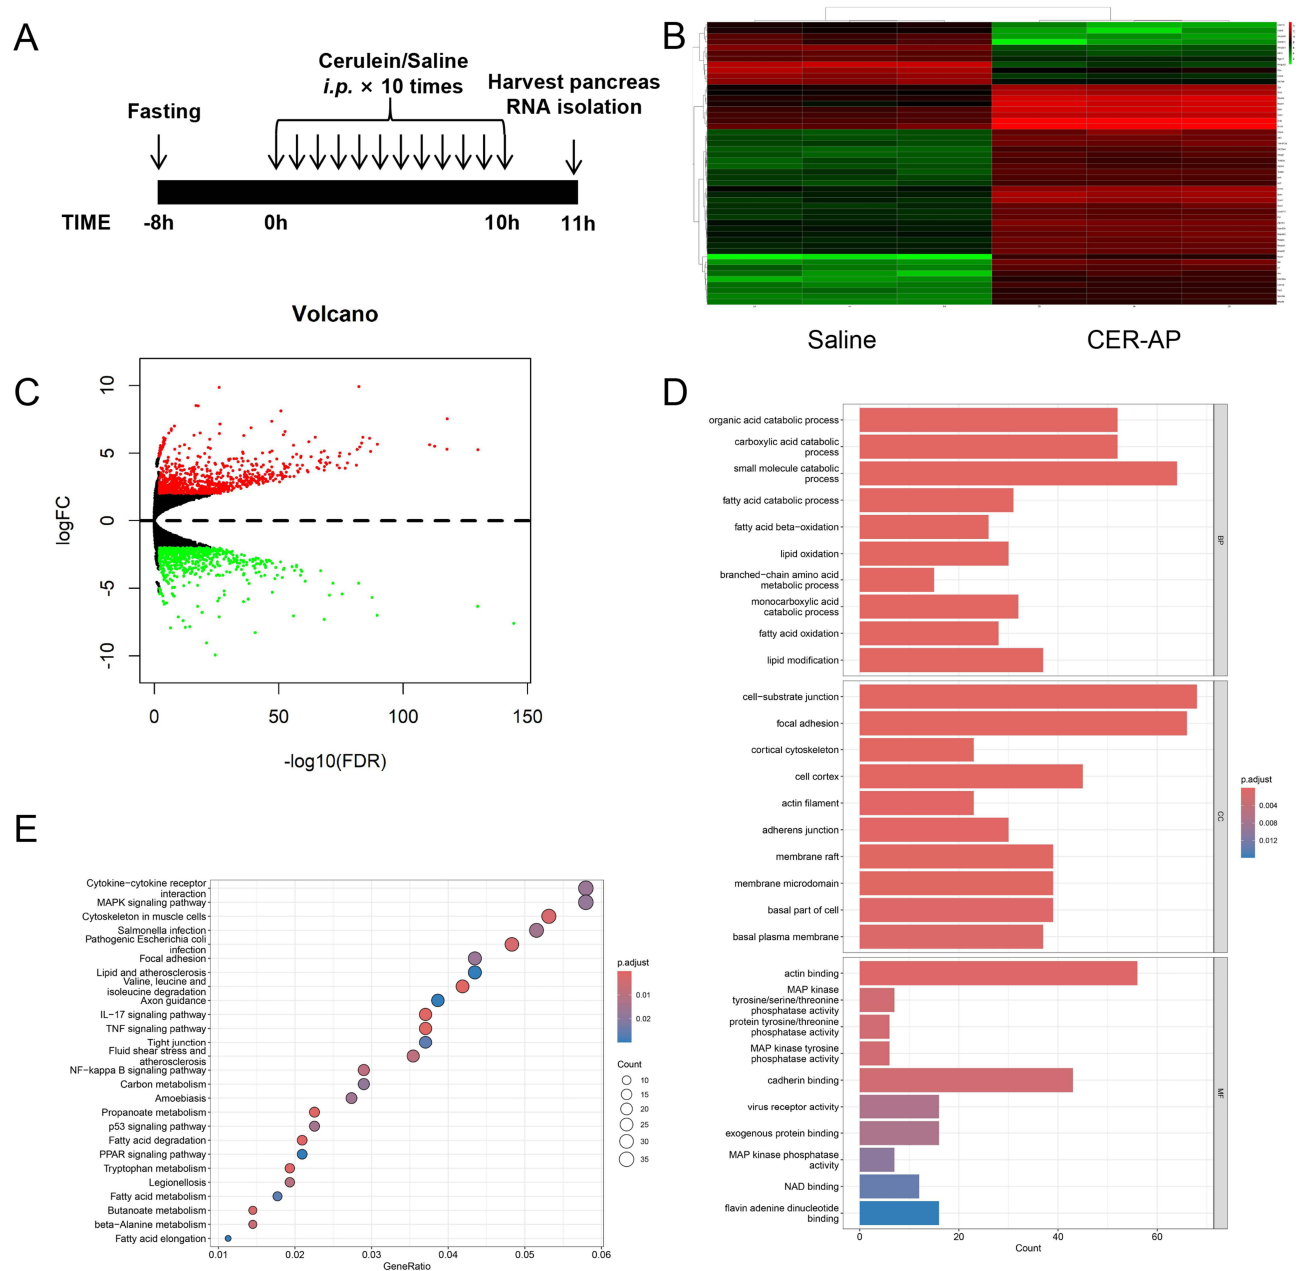 A
Cerulein/Saline
i.p. × 10 times
Harvest pancreas
RNA isolation
Fasting
TIME
-8h
0h
10h
11h
B
Saline
CER-AP
C
Volcano
logFC
10
5
0
-5
-10
0
50
100
150
-log10(FDR)
D
organic acid catabolic process
carboxylic acid catabolic
process
small molecule catabolic
process
fatty acid catabolic process
fatty acid beta−oxidation
lipid oxidation
branched−chain amino acid
metabolic process
monocarboxylic acid
catabolic process
fatty acid oxidation
lipid modification
BP
cell−substrate junction
focal adhesion
cortical cytoskeleton
cell cortex
actin filament
adherens junction
membrane raft
membrane microdomain
basal part of cell
basal plasma membrane
CC
actin binding
MAP kinase
tyrosine/serine/threonine
phosphatase activity
protein tyrosine/threonine
phosphatase activity
MAP kinase tyrosine
phosphatase activity
cadherin binding
virus receptor activity
exogenous protein binding
MAP kinase phosphatase
activity
NAD binding
flavin adenine dinucleotide
binding
MF
0
20
40
60
Count
p.adjust
0.004
0.008
0.012
E
Cytokine−cytokine receptor
interaction
MAPK signaling pathway
Cytoskeleton in muscle cells
Salmonella infection
Pathogenic Escherichia coli
infection
Focal adhesion
Lipid and atherosclerosis
Valine, leucine and
isoleucine degradation
Axon guidance
IL−17 signaling pathway
TNF signaling pathway
Tight junction
Fluid shear stress and
atherosclerosis
NF−kappa B signaling pathway
Carbon metabolism
Amoebiasis
Propanoate metabolism
p53 signaling pathway
Fatty acid degradation
PPAR signaling pathway
Tryptophan metabolism
Legionellosis
Fatty acid metabolism
Butanoate metabolism
beta−Alanine metabolism
Fatty acid elongation
0.01
0.02
0.03
0.04
0.05
0.06
GeneRatio
p.adjust
0.01
0.02
Count
10
15
20
25
30
35